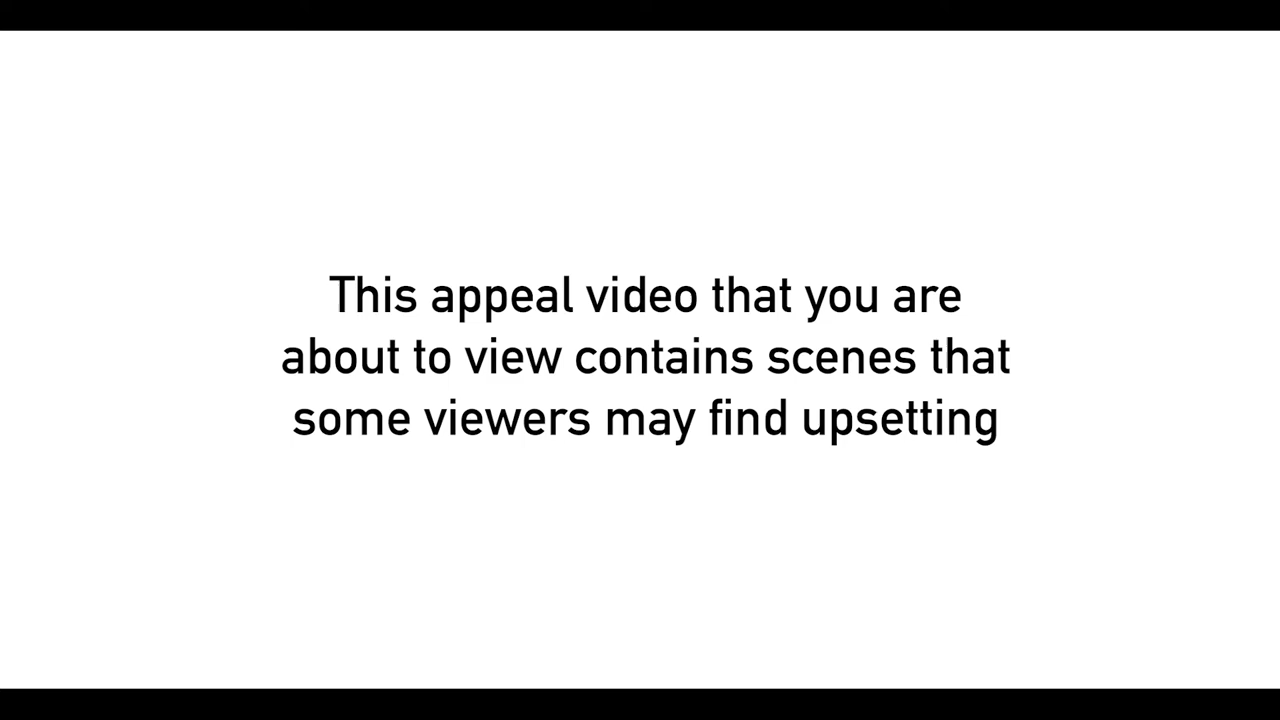 This appeal video that you are
about to view contains scenes that
some viewers may find upsetting